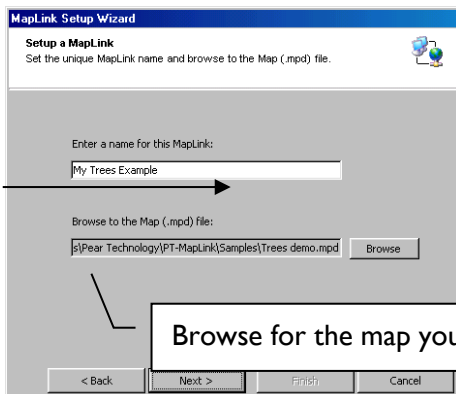 MapLink Setup Wizard
Setup a MapLink
Set the unique MapLink name and browse to the Map (.mpd) file.
Enter a name for this MapLink:
My Trees Example
Browse to the Map (.mpd) file:
s\Pear Technology\PT-MapLink\Samples\Trees demo.mpd
Browse
Browse for the map you
< Back
Next >
Finish
Cancel